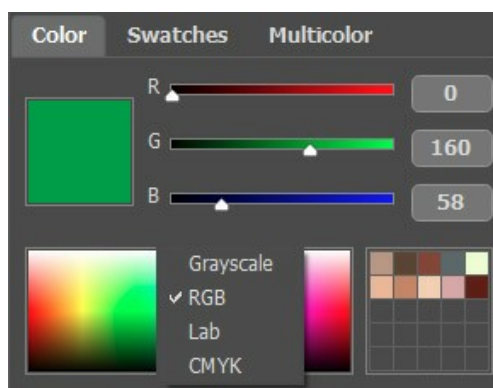 Color Swatches Multicolor
R 0
G 160
B 58
Grayscale
RGB
Lab
CMYK